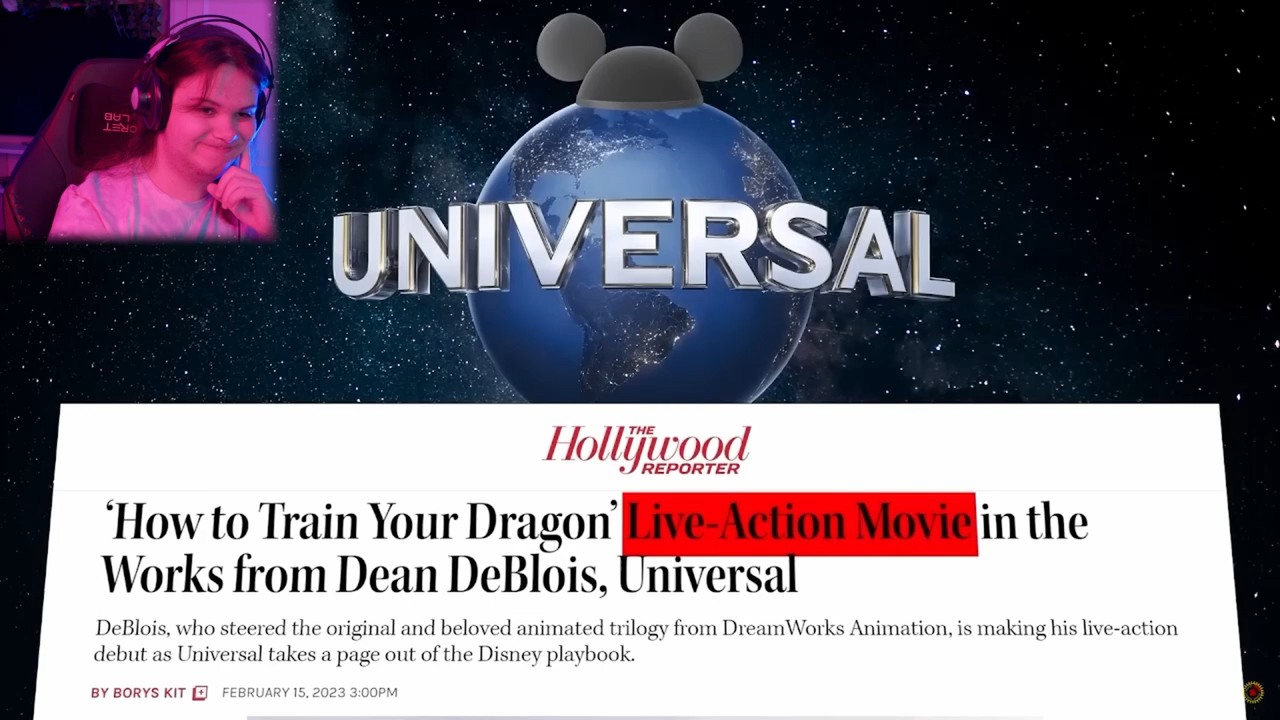 SECRET
LAB
UNIVERSAL
THE
Hollywood
REPORTER
‘How to Train Your Dragon’ Live-Action Movie in the
Works from Dean DeBlois, Universal
DeBlois, who steered the original and beloved animated trilogy from DreamWorks Animation, is making his live-action
debut as Universal takes a page out of the Disney playbook.
BY BORYS KIT FEBRUARY 15, 2023 3:00PM